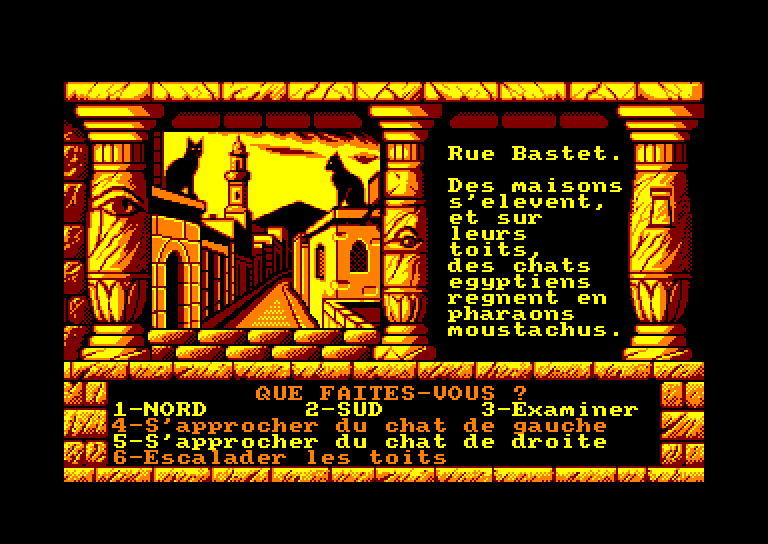 Rue Bastet.
Des maisons
s'elevent,
et sur
leurs
toits,
des chats
egyptiens
regnent en
pharaons
moustachus.
QUE FAITES-VOUS ?
1-NORD 2-SUD 3-Examiner
4-S'approcher du chat de gauche
5-S'approcher du chat de droite
6-Escalader les toits